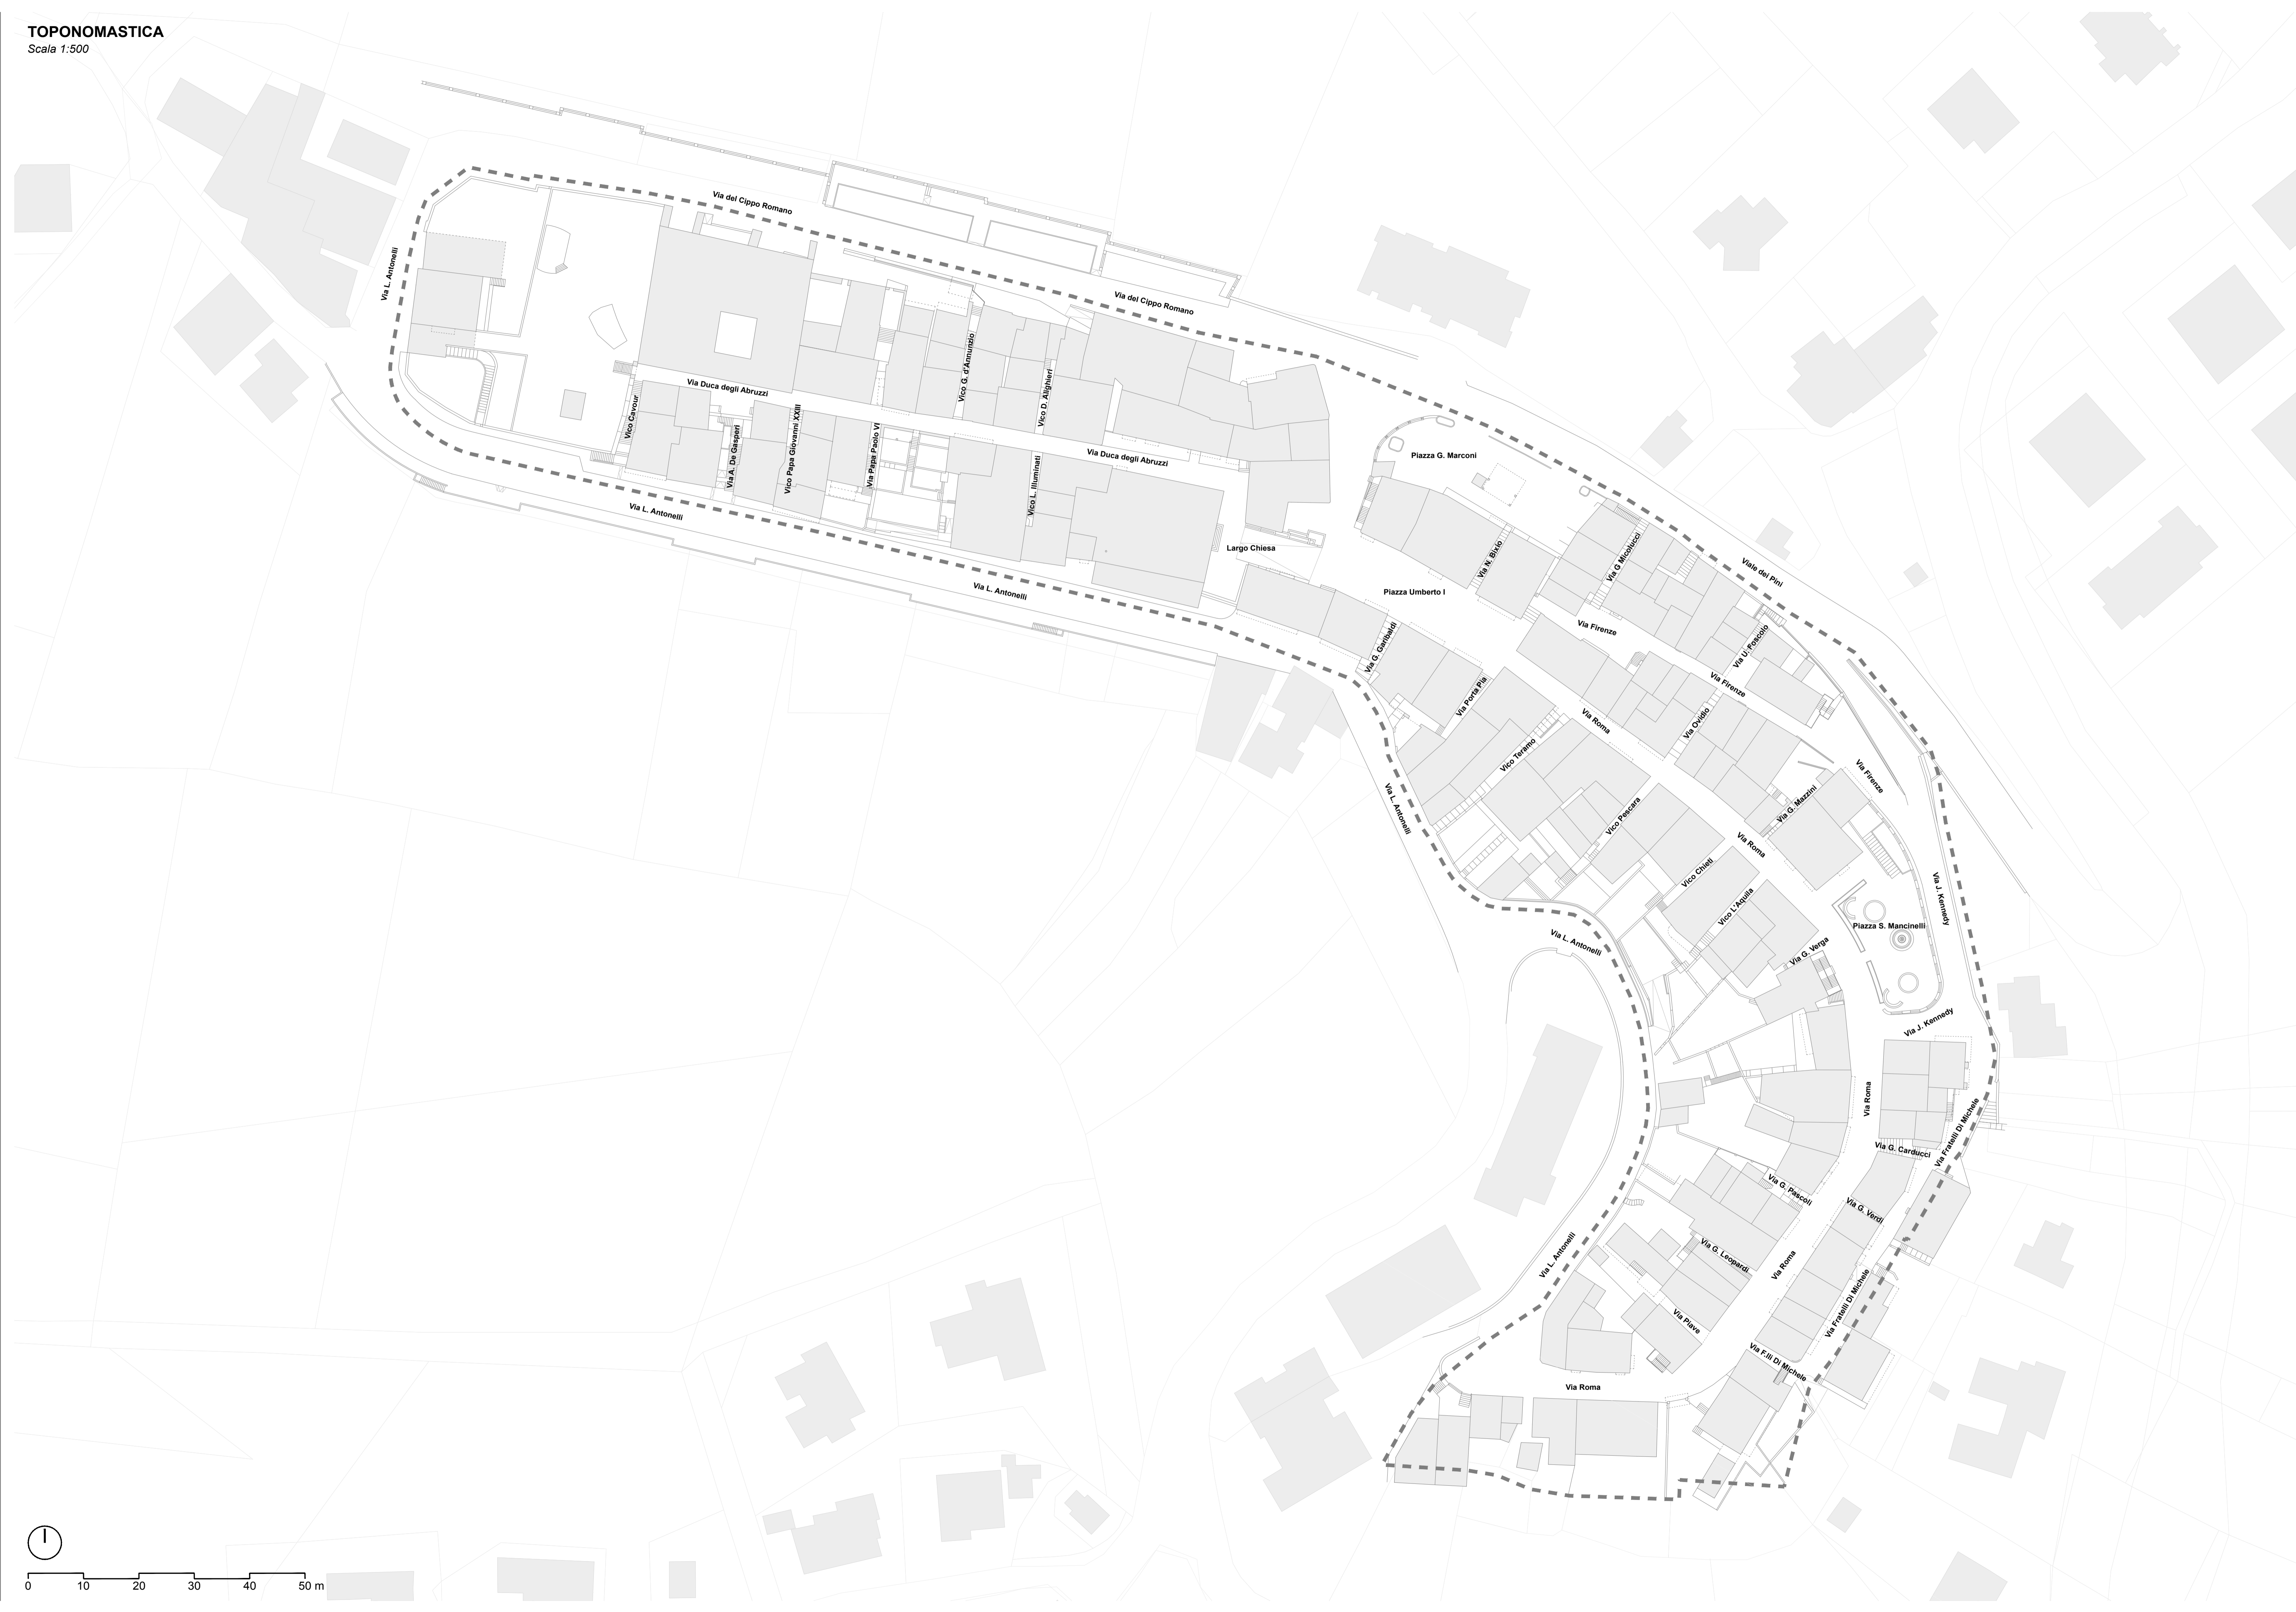 TOPONOMASTICA
Scala 1:500
Via del Cippo Romano
Via L. Antonelli
Via del Cippo Romano
Via Duca degli Abruzzi
Vico Cavour
Via A. De Gasperi
Vico Papa Giovanni XXIII
Via Papa Paolo VI
Vico G. d'Annunzio
Vico D. Alighieri
Via Duca degli Abruzzi
Vico L. Illuminati
Via L. Antonelli
Via L. Antonelli
Largo Chiesa
Piazza G. Marconi
Piazza Umberto I
Via N. Bixio
Via G Micolucci
Viale dei Pini
Via Firenze
Via U. Foscolo
Via G. Garibaldi
Via Porta Pia
Via Firenze
Via Roma
Via Ovidio
Vico Teramo
Via Firenze
Via L. Antonelli
Vico Pescara
Via G. Mazzini
Via Roma
Vico Chieti
Vico L'Aquila
Via J. Kennedy
Piazza S. Mancinelli
Via L. Antonelli
Via G. Verga
Via J. Kennedy
Via Roma
Via Fratelli Di Michele
Via G. Carducci
Via G. Pascoli
Via G. Verdi
Via L. Antonelli
Via G. Leopardi
Via Roma
Via Fratelli Di Michele
Via Piave
Via F.lli Di Michele
Via Roma
0 10 20 30 40 50 m